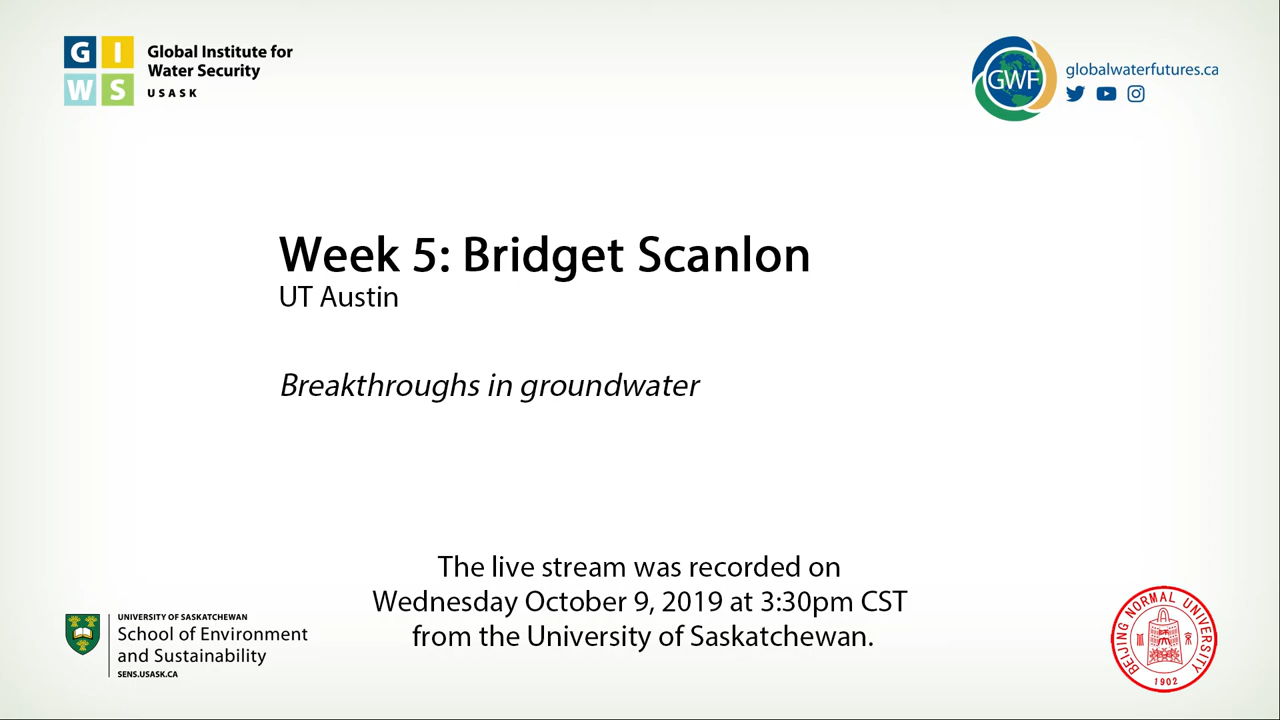 G I
W S
Global Institute for
Water Security
USASK
GWF
globalwaterfutures.ca
Week 5: Bridget Scanlon
UT Austin
Breakthroughs in groundwater
The live stream was recorded on
Wednesday October 9, 2019 at 3:30pm CST
from the University of Saskatchewan.
UNIVERSITY OF SASKATCHEWAN
School of Environment
and Sustainability
SENS.USASK.CA
BEIJING NORMAL UNIVERSITY
1902